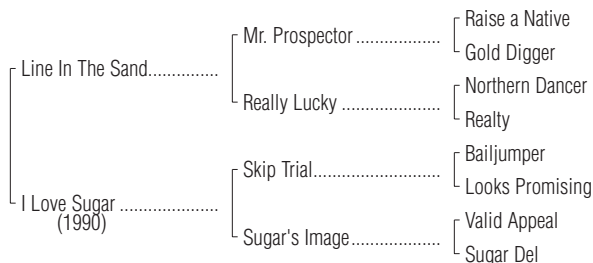 Raise a Native
Mr. Prospector ..................
Gold Digger
Line In The Sand...............
Northern Dancer
Really Lucky .....................
Realty
Bailjumper
Skip Trial...........................
Looks Promising
I Love Sugar .....................
(1990)
Valid Appeal
Sugar's Image...................
Sugar Del